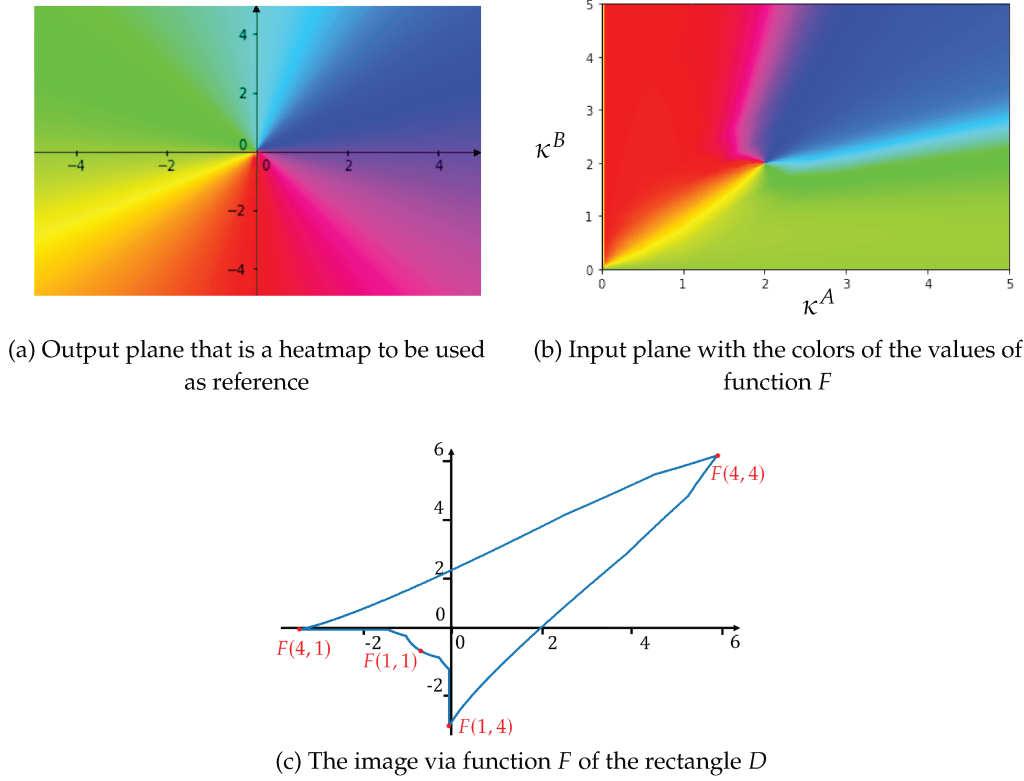 4
2
0
−4
−2
0
2
4
−2
−4
(a) Output plane that is a heatmap to be used
as reference
5
4
3
2
1
0
κᴮ
0
1
2
3
4
5
κᴬ
(b) Input plane with the colors of the values of
function F
6
4
2
0
-2
0
2
4
6
-2
F(4,4)
F(4,1)
F(1,1)
F(1,4)
(c) The image via function F of the rectangle D